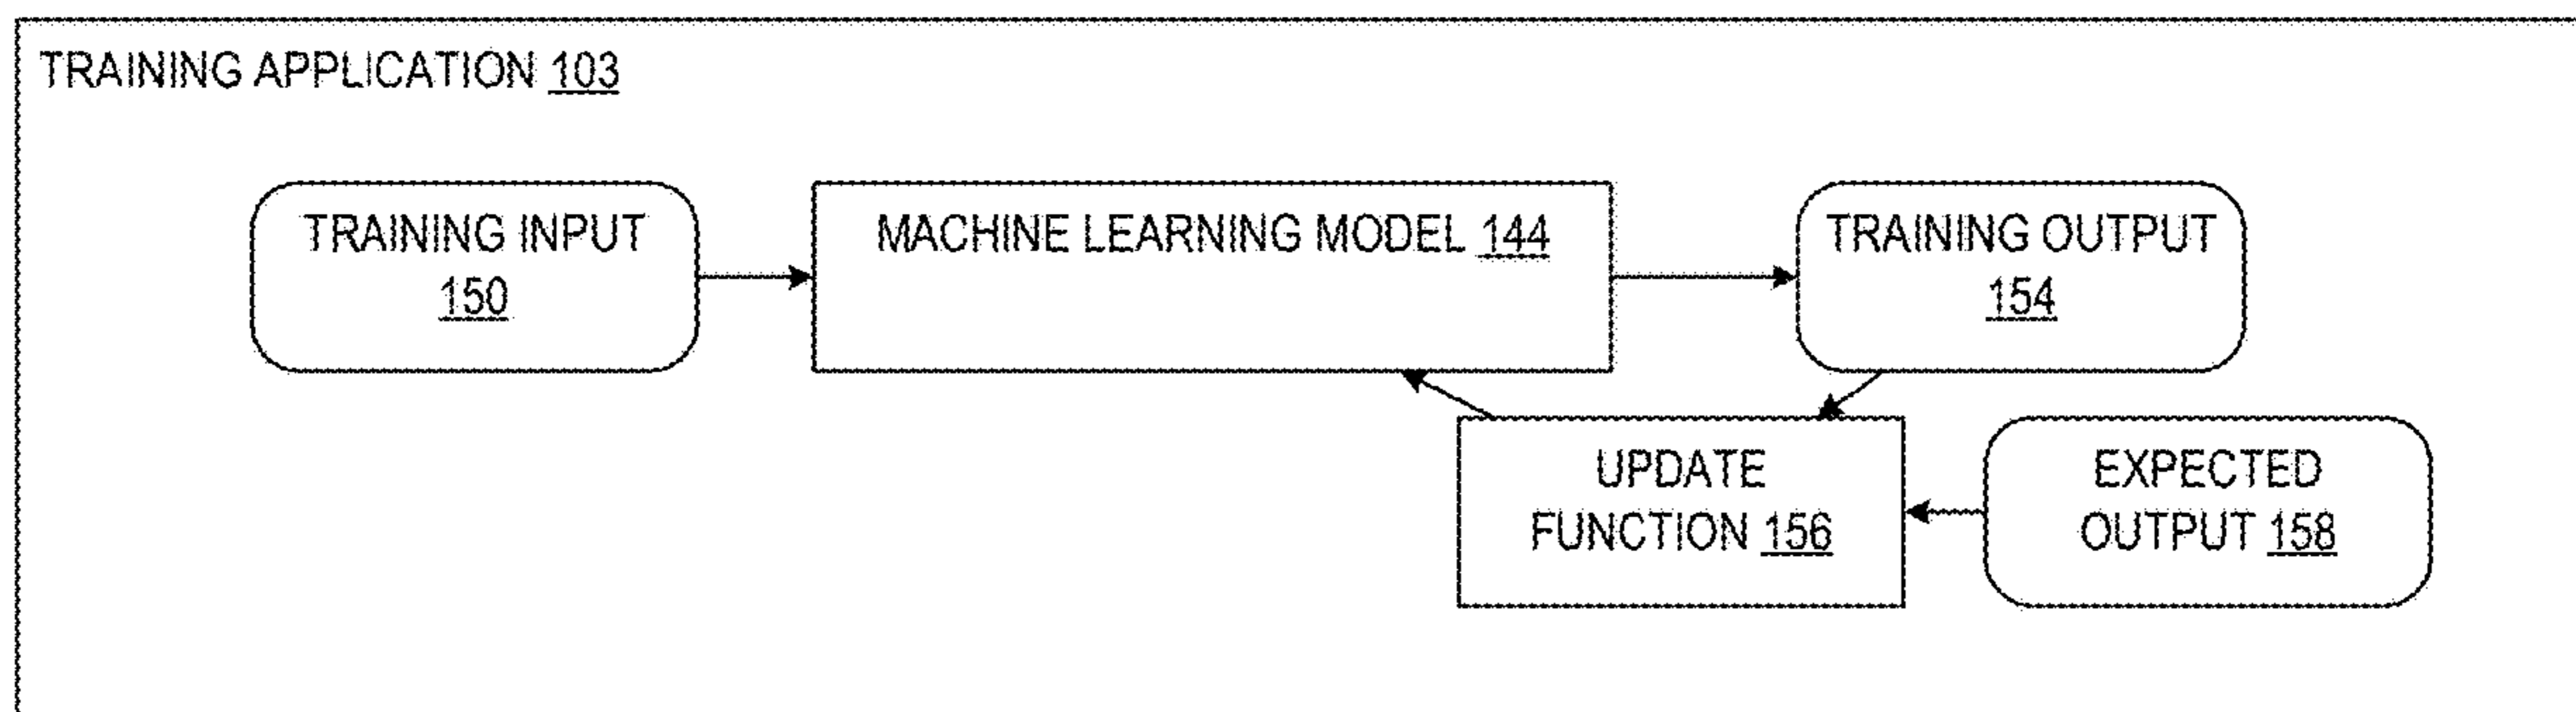 TRAINING APPLICATION 103
TRAINING INPUT
150
MACHINE LEARNING MODEL 144
TRAINING OUTPUT
154
UPDATE
FUNCTION 156
EXPECTED
OUTPUT 158